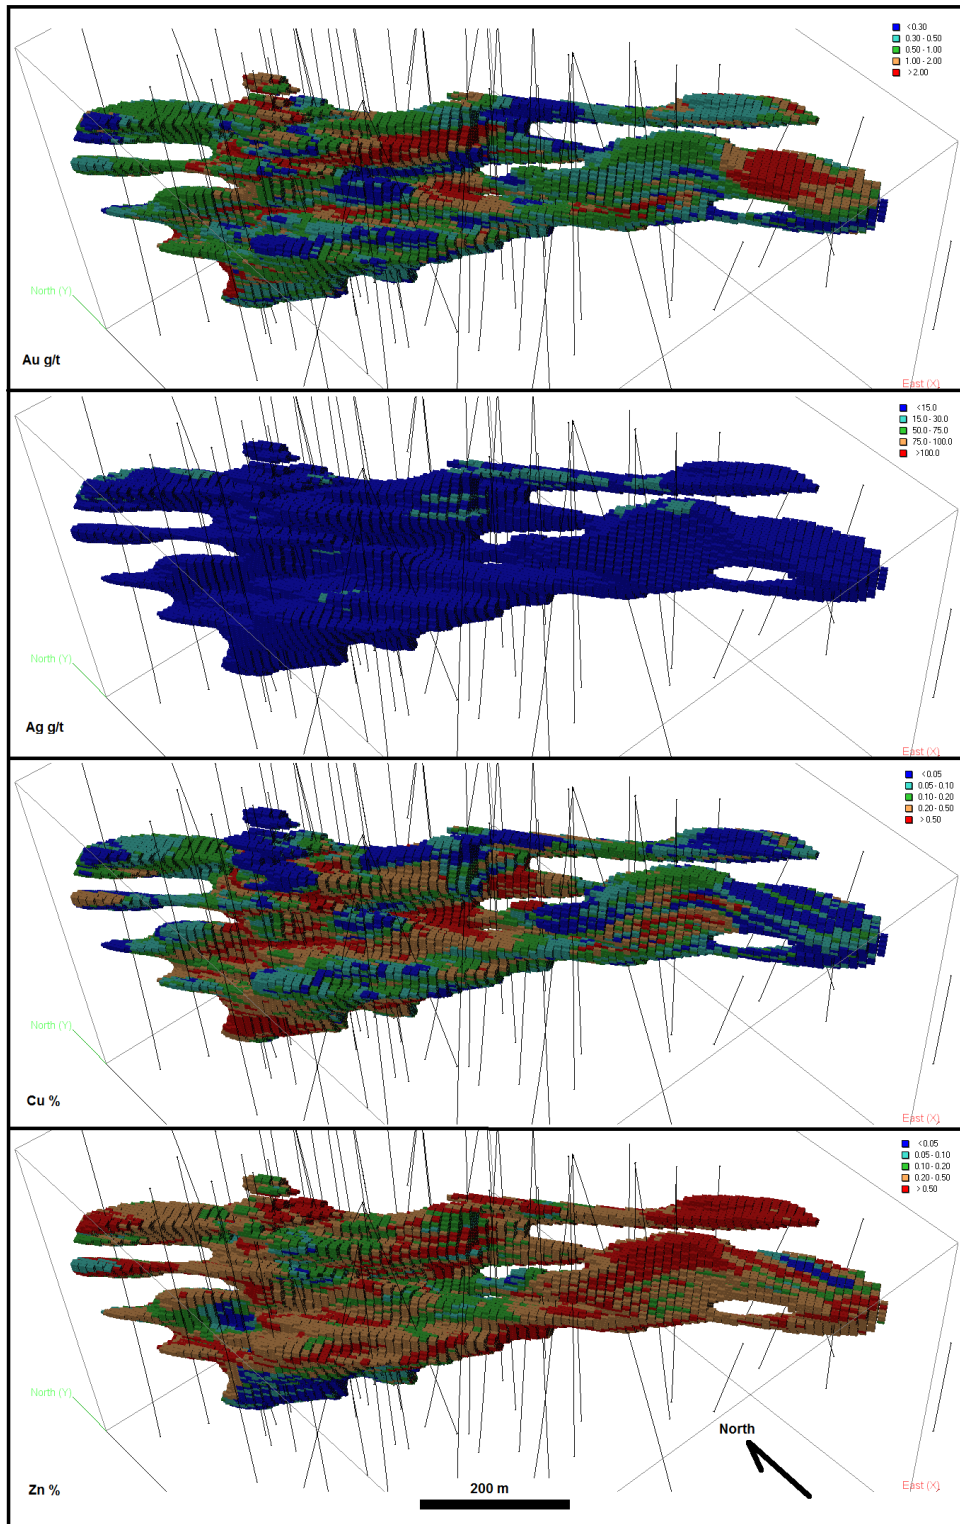 <0.30
0.30 - 0.50
0.50 - 1.00
1.00 - 2.00
>2.00
North (Y)
Au g/t
East (X)
<15.0
15.0 - 30.0
50.0 - 75.0
75.0 - 100.0
>100.0
North (Y)
Ag g/t
East (X)
<0.05
0.05 - 0.10
0.10 - 0.20
0.20 - 0.50
>0.50
North (Y)
Cu %
East (X)
<0.05
0.05 - 0.10
0.10 - 0.20
0.20 - 0.50
>0.50
North (Y)
North
Zn %
200 m
East (X)